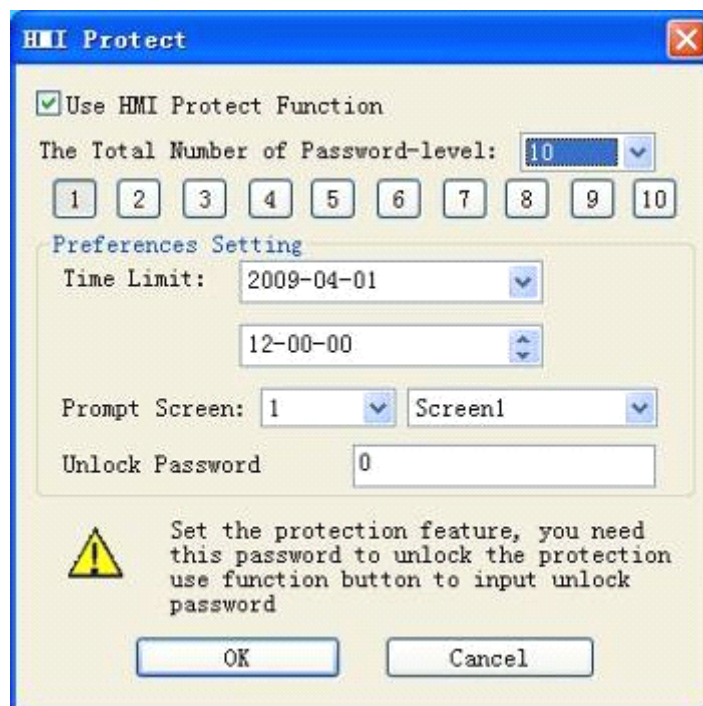 HMI Protect
Use HMI Protect Function
The Total Number of Password-level: 10
1 2 3 4 5 6 7 8 9 10
Preferences Setting
Time Limit: 2009-04-01
12-00-00
Prompt Screen: 1 Screen1
Unlock Password 0
Set the protection feature, you need
this password to unlock the protection
use function button to input unlock
password
OK Cancel